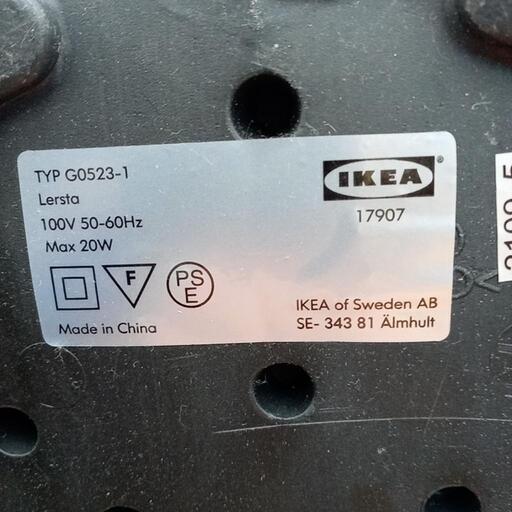 TYP G0523-1
Lersta
100V 50-60Hz
Max 20W
F
PS
E
Made in China
IKEA®
17907
IKEA of Sweden AB
SE- 343 81 Älmhult